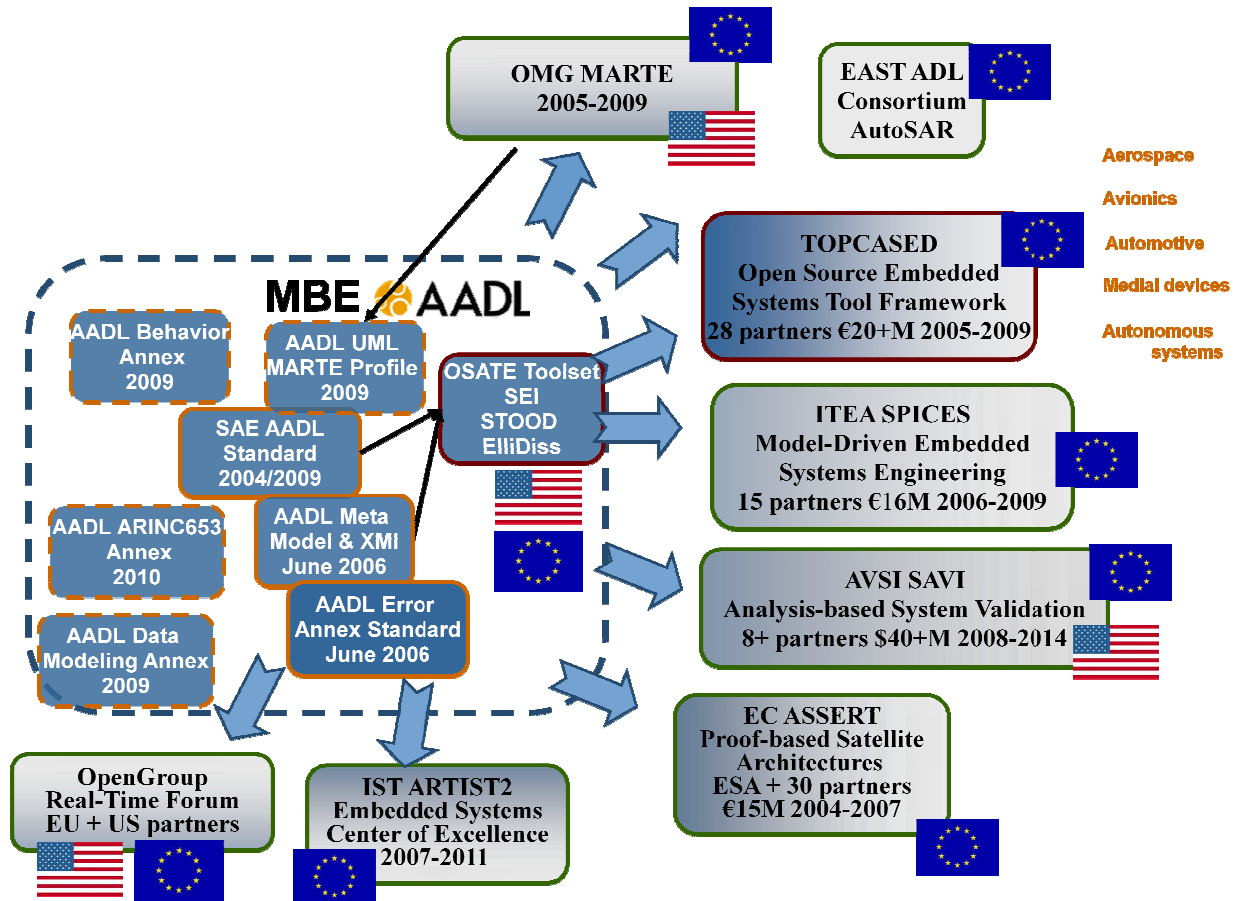 OMG MARTE
2005-2009
EAST ADL
Consortium
AutoSAR
Aerospace
Avionics
Automotive
Medial devices
Autonomous
systems
TOPCASED
Open Source Embedded
Systems Tool Framework
28 partners €20+M 2005-2009
MBE AADL
AADL Behavior
Annex
2009
AADL UML
MARTE Profile
2009
OSATE Toolset
SEI
STOOD
ElliDiss
SAE AADL
Standard
2004/2009
ITEA SPICES
Model-Driven Embedded
Systems Engineering
15 partners €16M 2006-2009
AADL ARINC653
Annex
2010
AADL Meta
Model & XMI
June 2006
AVSI SAVI
Analysis-based System Validation
8+ partners $40+M 2008-2014
AADL Error
Annex Standard
June 2006
AADL Data
Modeling Annex
2009
EC ASSERT
Proof-based Satellite
Architectures
ESA + 30 partners
€15M 2004-2007
OpenGroup
Real-Time Forum
EU + US partners
IST ARTIST2
Embedded Systems
Center of Excellence
2007-2011